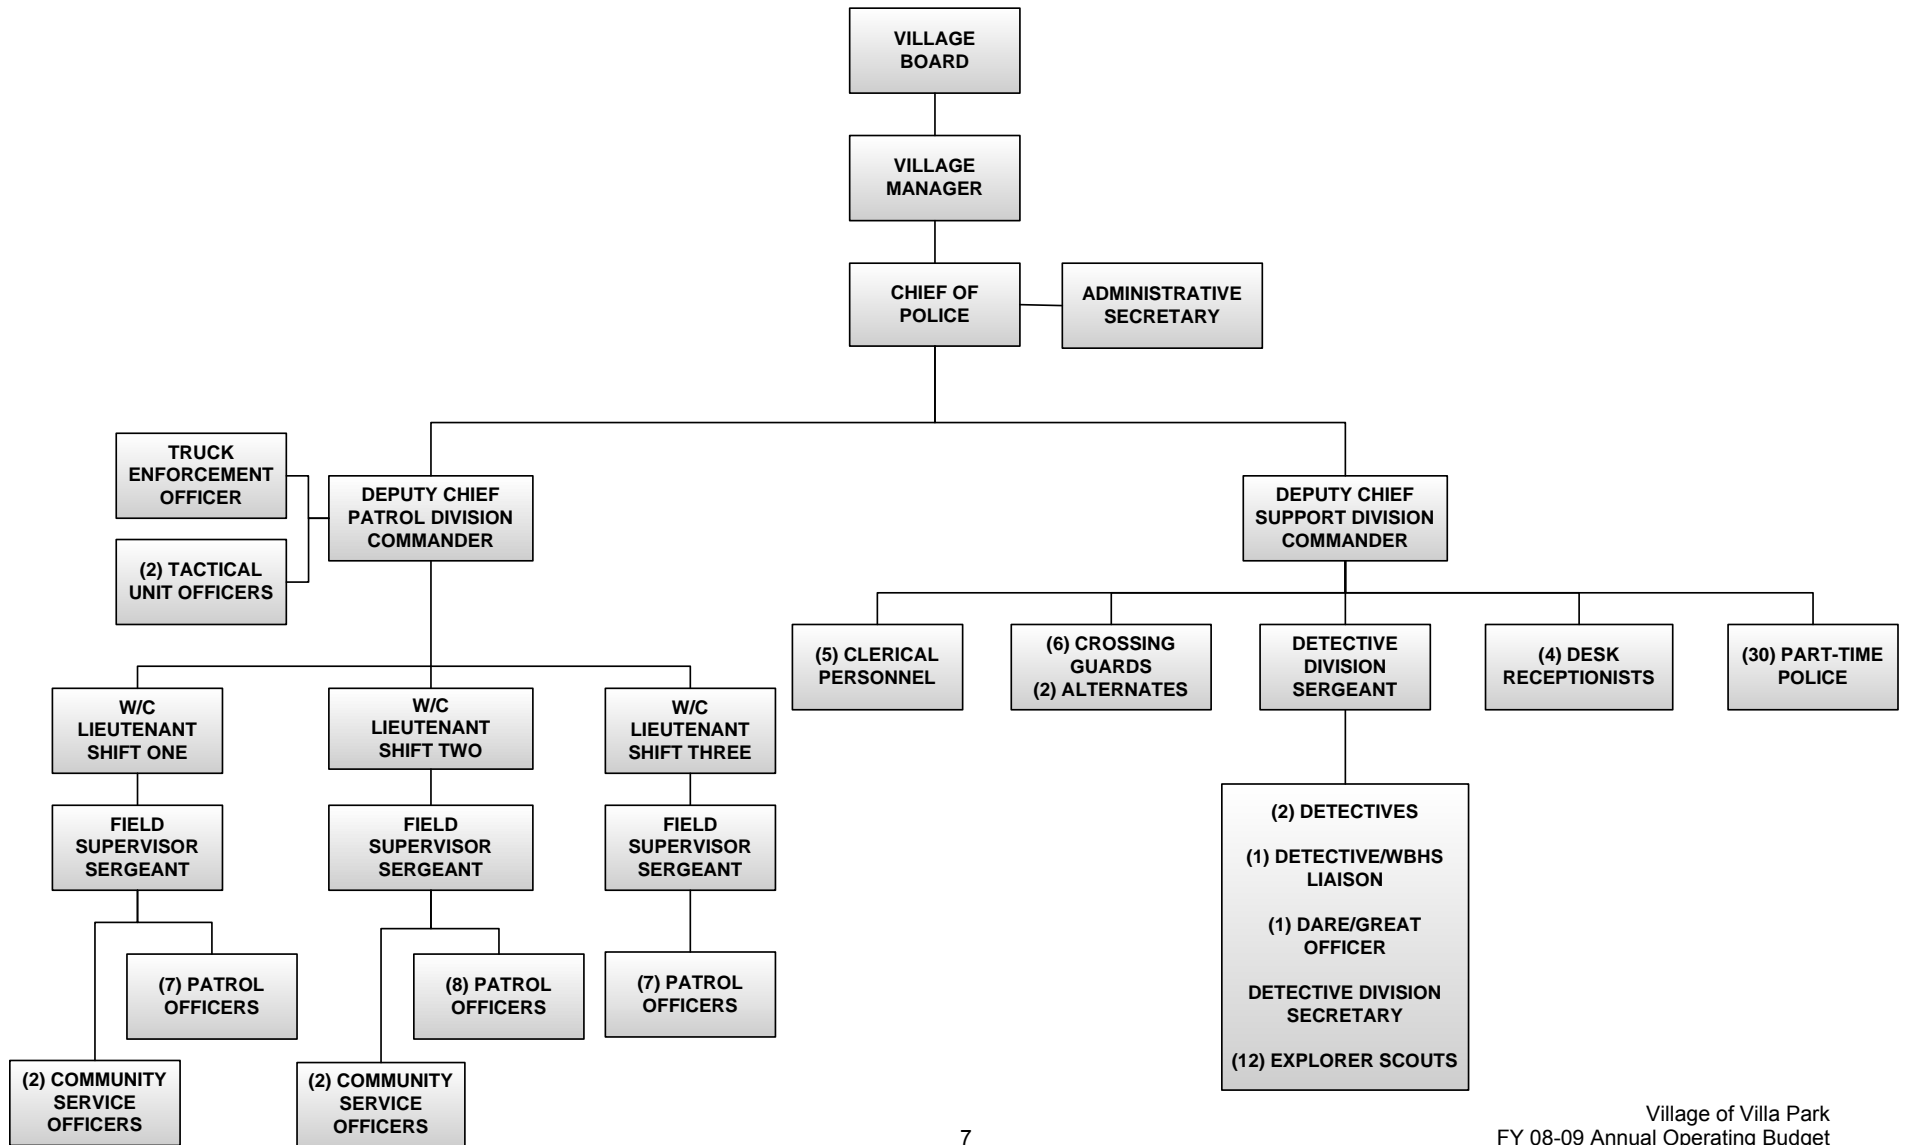 VILLAGE
BOARD
VILLAGE
MANAGER
CHIEF OF
POLICE
ADMINISTRATIVE
SECRETARY
TRUCK
ENFORCEMENT
OFFICER
(2) TACTICAL
UNIT OFFICERS
DEPUTY CHIEF
PATROL DIVISION
COMMANDER
DEPUTY CHIEF
SUPPORT DIVISION
COMMANDER
W/C
LIEUTENANT
SHIFT ONE
W/C
LIEUTENANT
SHIFT TWO
W/C
LIEUTENANT
SHIFT THREE
(5) CLERICAL
PERSONNEL
(6) CROSSING
GUARDS
(2) ALTERNATES
DETECTIVE
DIVISION
SERGEANT
(4) DESK
RECEPTIONISTS
(30) PART-TIME
POLICE
FIELD
SUPERVISOR
SERGEANT
FIELD
SUPERVISOR
SERGEANT
FIELD
SUPERVISOR
SERGEANT
(7) PATROL
OFFICERS
(8) PATROL
OFFICERS
(7) PATROL
OFFICERS
(2) COMMUNITY
SERVICE
OFFICERS
(2) COMMUNITY
SERVICE
OFFICERS
(2) DETECTIVES
(1) DETECTIVE/WBHS
LIAISON
(1) DARE/GREAT
OFFICER
DETECTIVE DIVISION
SECRETARY
(12) EXPLORER SCOUTS
7
Village of Villa Park
FY 08-09 Annual Operating Budget